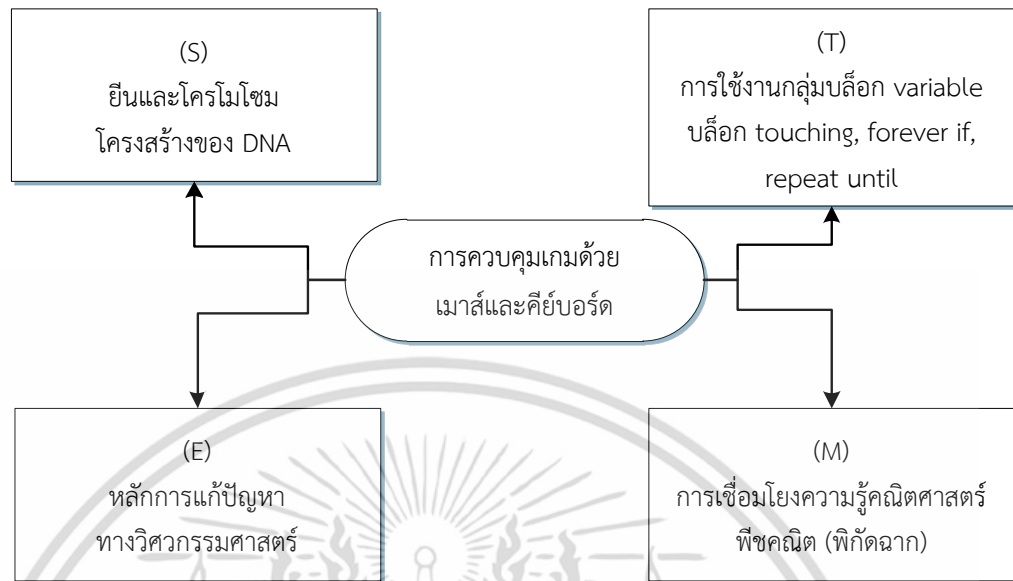 (S)
ยีนและโครโมโซม
โครงสร้างของ DNA
(T)
การใช้งานกลุ่มบล็อก variable
บล็อก touching, forever if,
repeat until
การควบคุมเกมด้วย
เมาส์และคีย์บอร์ด
(E)
หลักการแก้ปัญหา
ทางวิศวกรรมศาสตร์
(M)
การเชื่อมโยงความรู้คณิตศาสตร์
พีชคณิต (พิกัดฉาก)